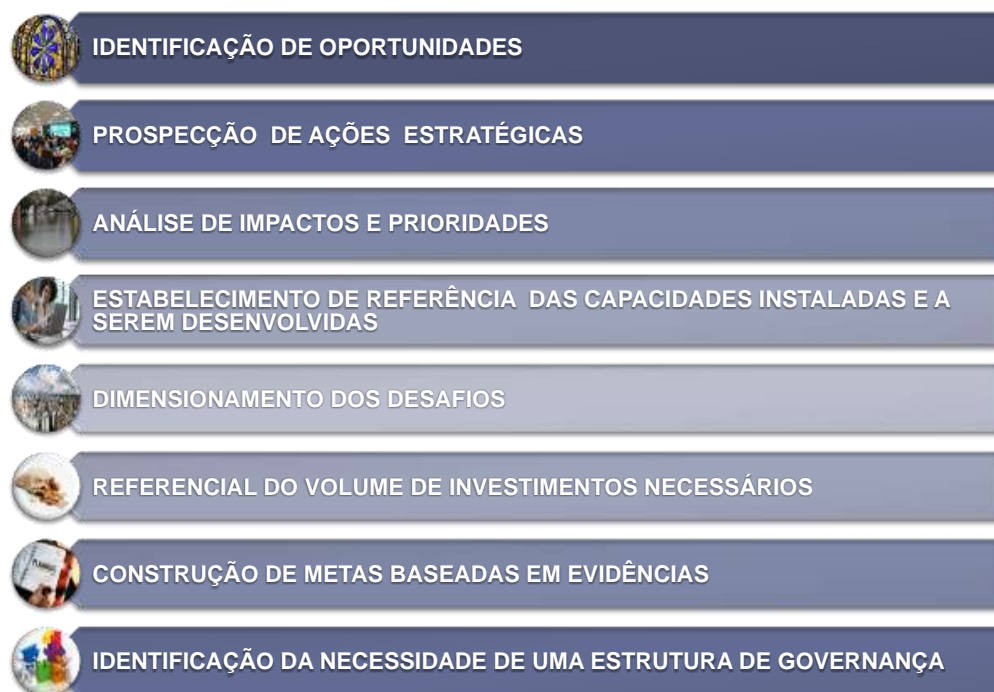 IDENTIFICAÇÃO DE OPORTUNIDADES
PROSPECÇÃO DE AÇÕES ESTRATÉGICAS
ANÁLISE DE IMPACTOS E PRIORIDADES
ESTABELECIMENTO DE REFERÊNCIA DAS CAPACIDADES INSTALADAS E A
SEREM DESENVOLVIDAS
DIMENSIONAMENTO DOS DESAFIOS
REFERENCIAL DO VOLUME DE INVESTIMENTOS NECESSÁRIOS
CONSTRUÇÃO DE METAS BASEADAS EM EVIDÊNCIAS
IDENTIFICAÇÃO DA NECESSIDADE DE UMA ESTRUTURA DE GOVERNANÇA